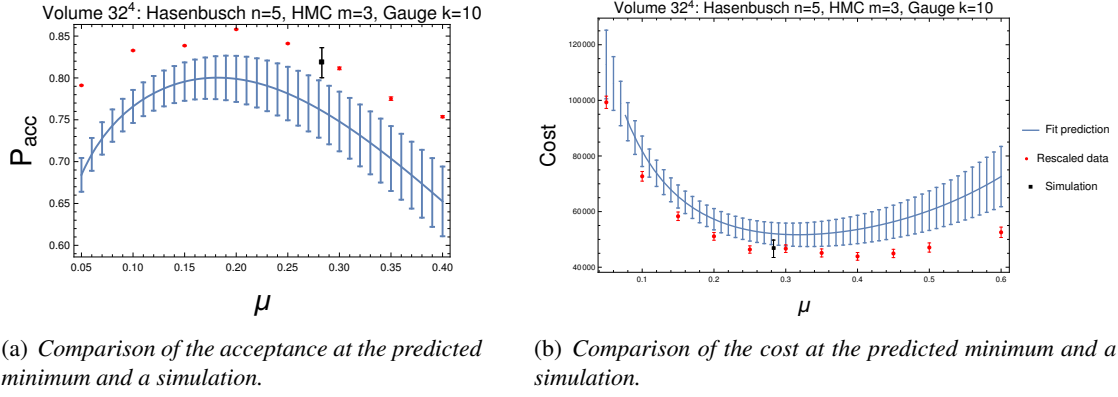 Volume 32⁴: Hasenbusch n=5, HMC m=3, Gauge k=10
0.85
0.80
0.75
0.70
0.65
0.60
P_acc
0.05 0.10 0.15 0.20 0.25 0.30 0.35 0.40
μ
Volume 32⁴: Hasenbusch n=5, HMC m=3, Gauge k=10
120000
100000
80000
60000
40000
Cost
0.1 0.2 0.3 0.4 0.5 0.6
μ
Fit prediction
Rescaled data
Simulation
(a) Comparison of the acceptance at the predicted
minimum and a simulation.
(b) Comparison of the cost at the predicted minimum and a
simulation.